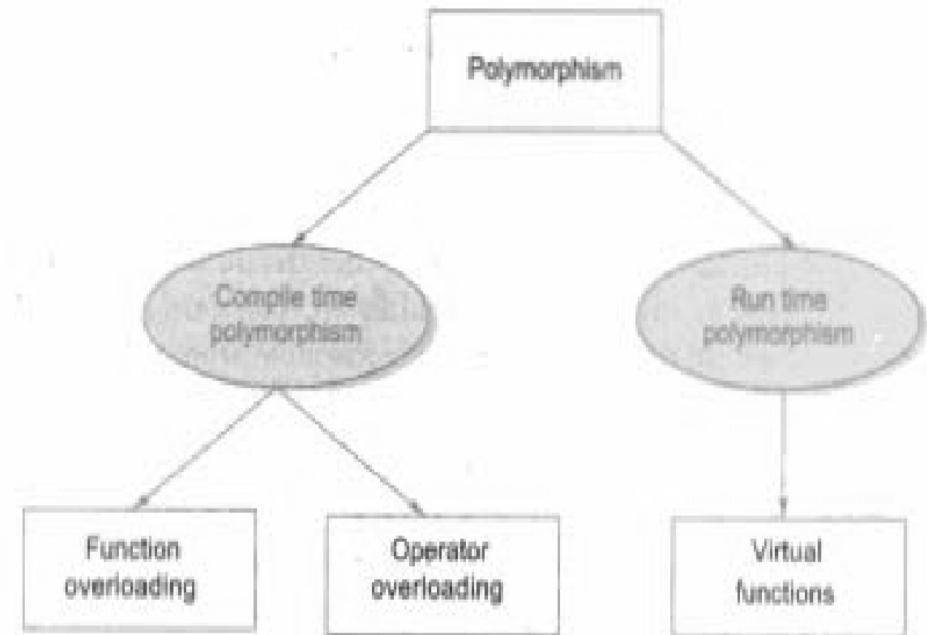 Polymorphism
Compile time
polymorphism
Run time
polymorphism
Function
overloading
Operator
overloading
Virtual
functions